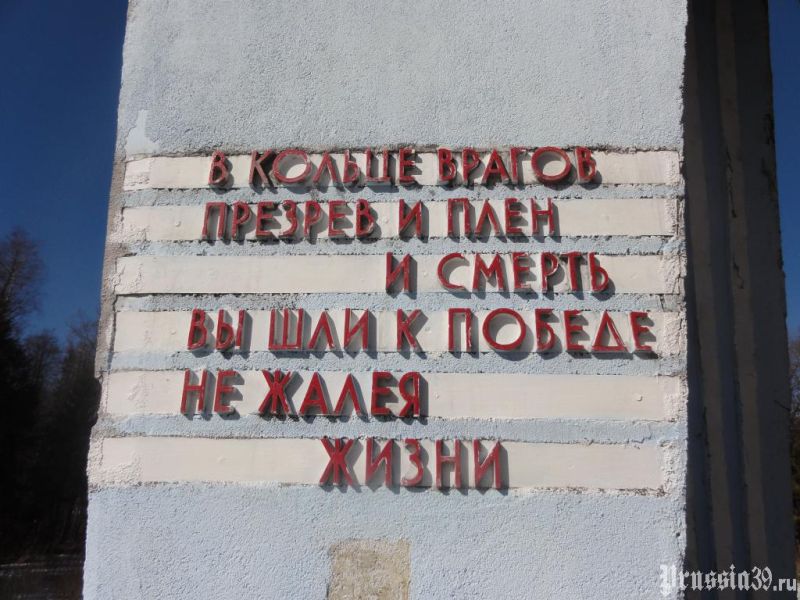 В КОЛЬЦЕ ВРАГОВ
ПРЕЗРЕВ И ПЛЕН
И СМЕРТЬ
ВЫ ШЛИ К ПОБЕДЕ
НЕ ЖАЛЕЯ
ЖИЗНИ
Prussia39.ru